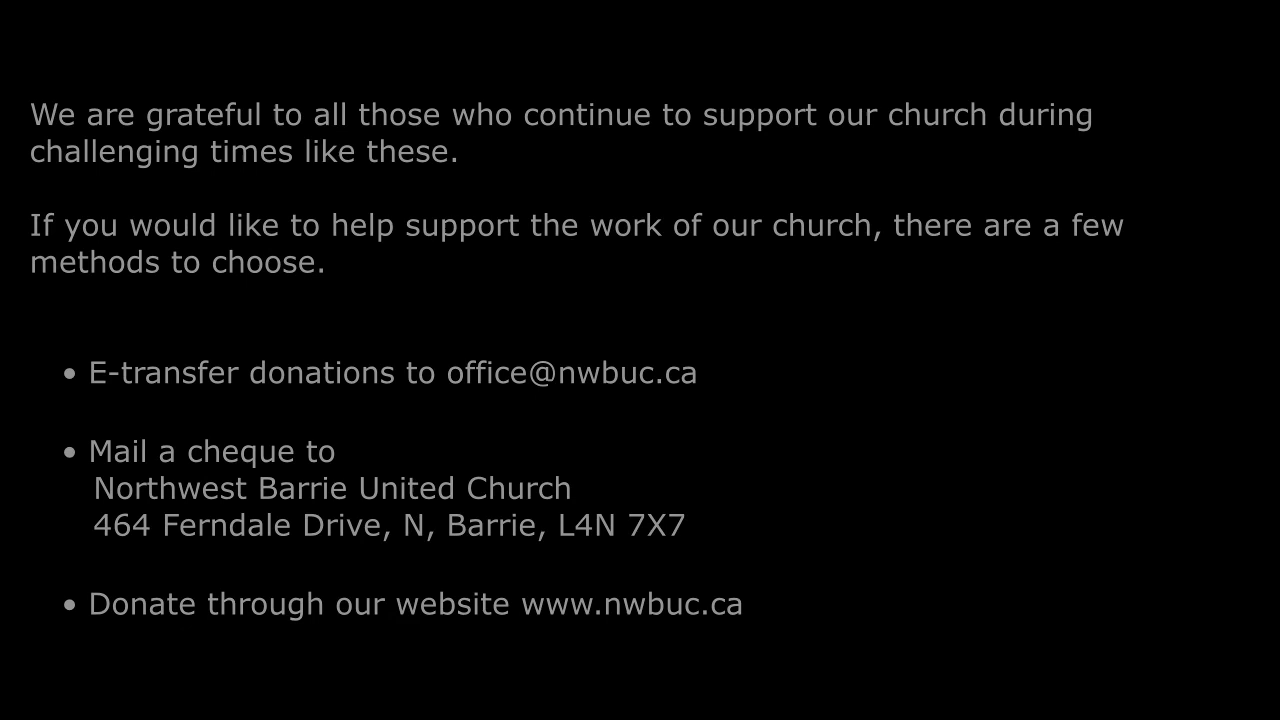 We are grateful to all those who continue to support our church during
challenging times like these.
If you would like to help support the work of our church, there are a few
methods to choose.
• E-transfer donations to office@nwbuc.ca
• Mail a cheque to
Northwest Barrie United Church
464 Ferndale Drive, N, Barrie, L4N 7X7
• Donate through our website www.nwbuc.ca